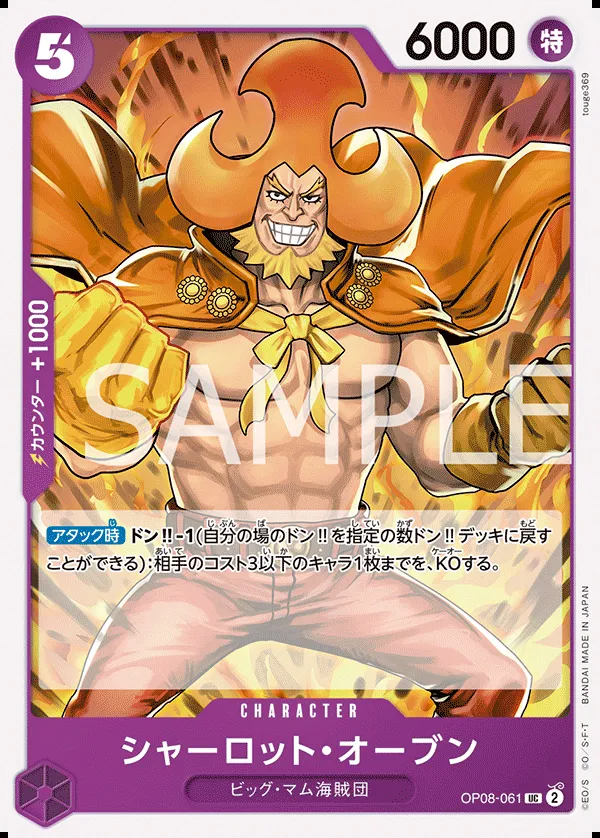 5
6000
特
touge369
カウンター +1000
SAMPLE
アタック時 ドン!!-1(自分の場のドン!!を指定の数ドン!!デッキに戻す
ことができる):相手のコスト3以下のキャラ1枚までを、KOする。
CHARACTER
シャーロット・オーブン
ビッグ・マム海賊団
OP08-061 UC 2
©E.O/S ©O/S・F・T BANDAI MADE IN JAPAN